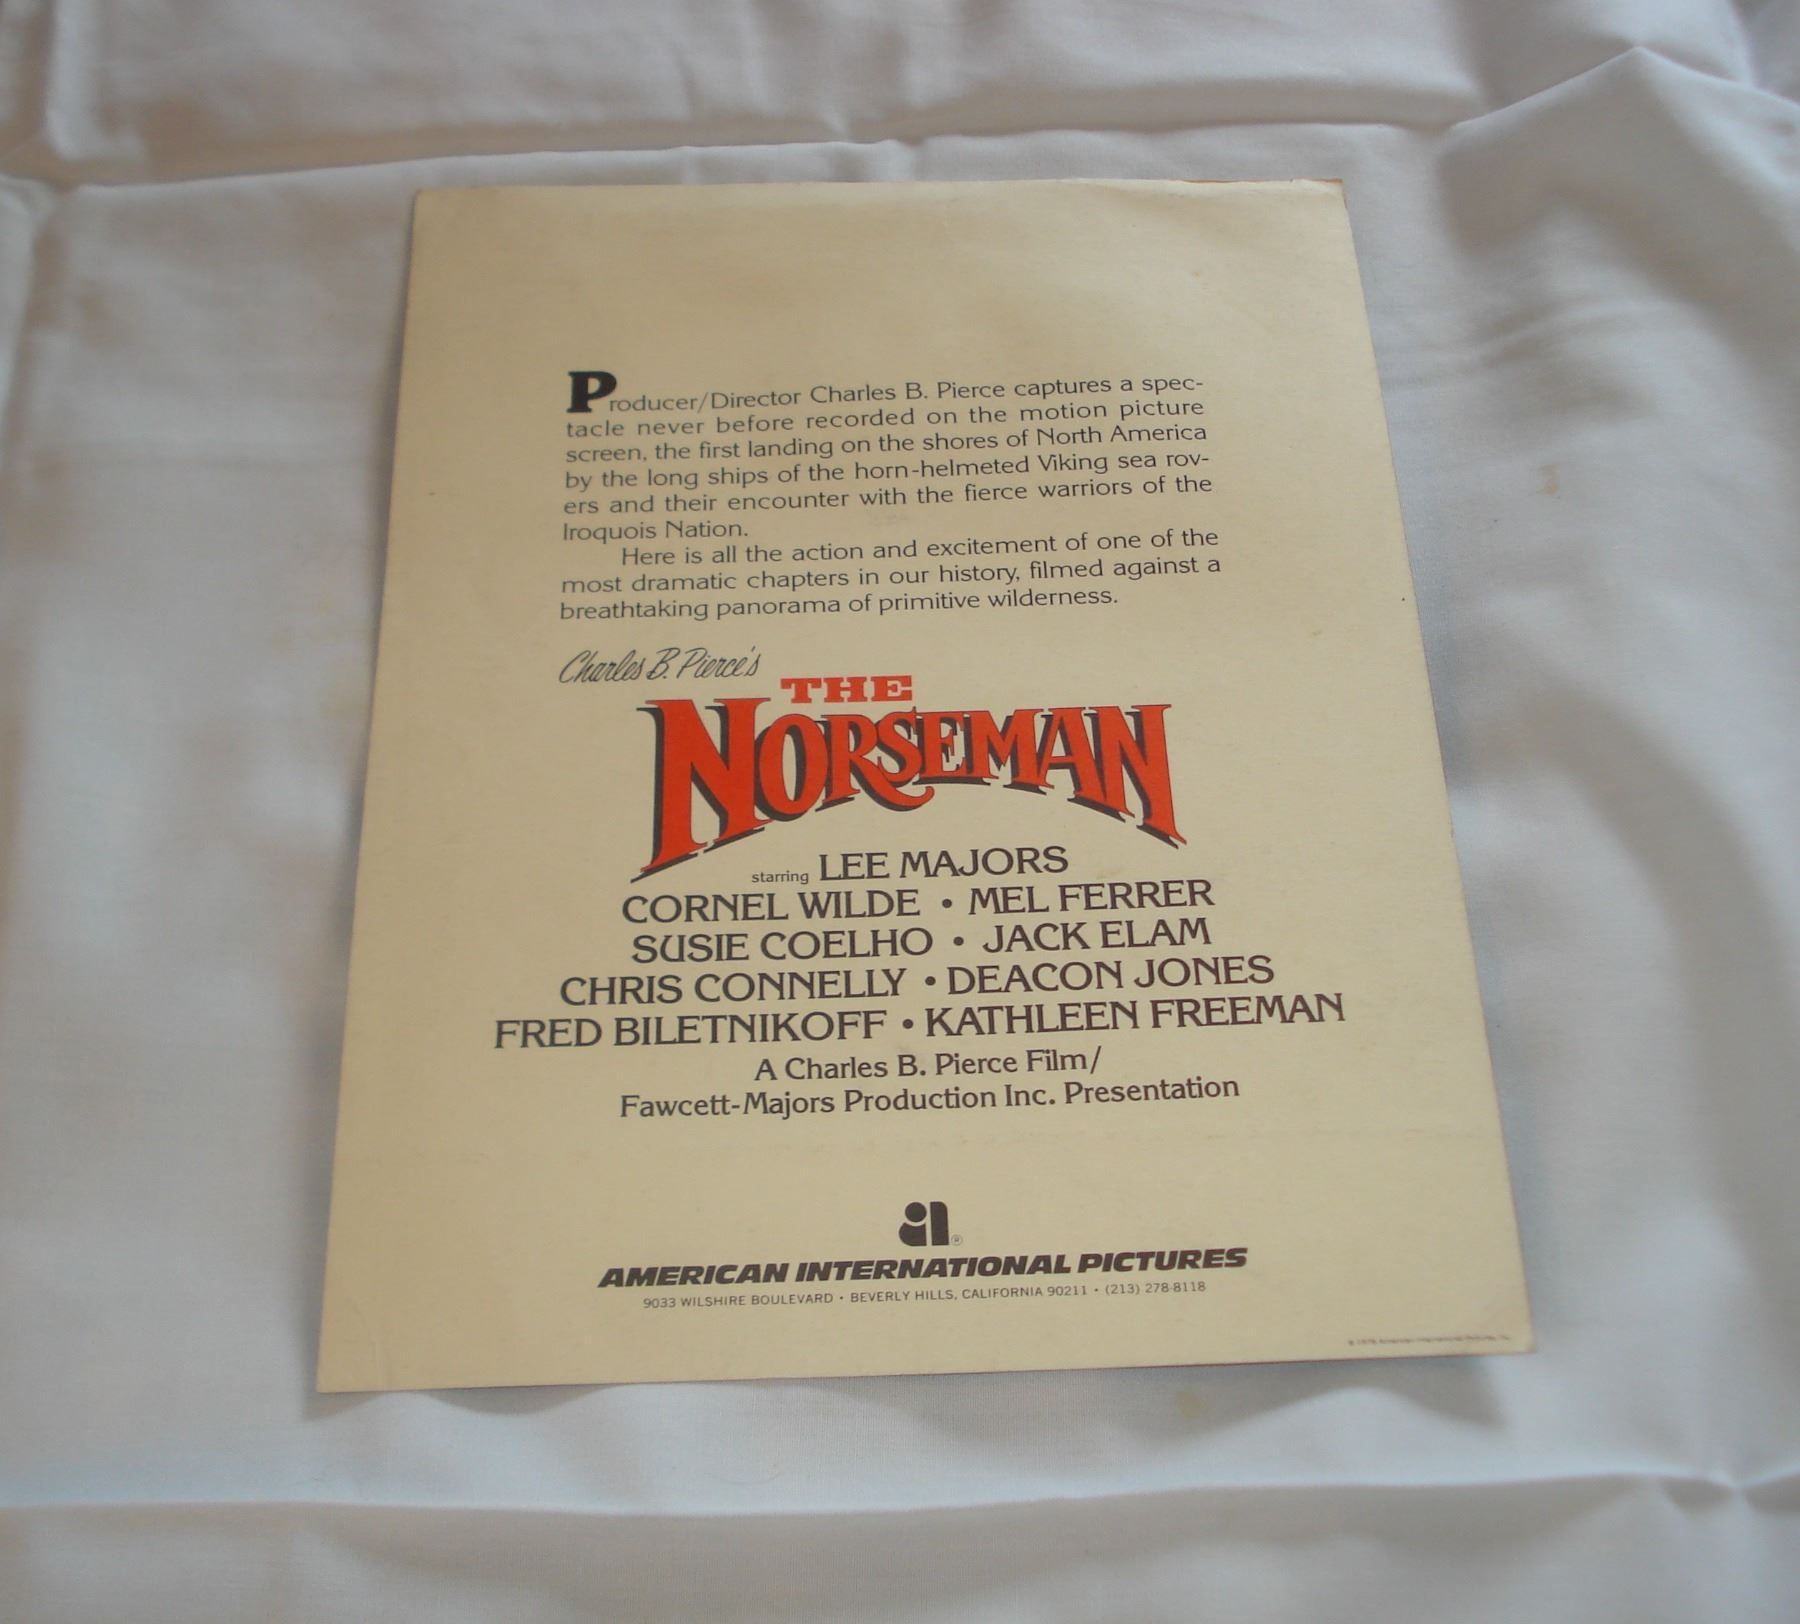 Producer/Director Charles B. Pierce captures a spec-
tacle never before recorded on the motion picture
screen, the first landing on the shores of North America
by the long ships of the horn-helmeted Viking sea rov-
ers and their encounter with the fierce warriors of the
Iroquois Nation.
Here is all the action and excitement of one of the
most dramatic chapters in our history, filmed against a
breathtaking panorama of primitive wilderness.
Charles B. Pierce's
THE
NORSEMAN
starring LEE MAJORS
CORNEL WILDE • MEL FERRER
SUSIE COELHO • JACK ELAM
CHRIS CONNELLY • DEACON JONES
FRED BILETNIKOFF • KATHLEEN FREEMAN
A Charles B. Pierce Film/
Fawcett-Majors Production Inc. Presentation
ai®
AMERICAN INTERNATIONAL PICTURES
9033 WILSHIRE BOULEVARD • BEVERLY HILLS, CALIFORNIA 90211 • (213) 278-8118
American International Pictures, Inc.